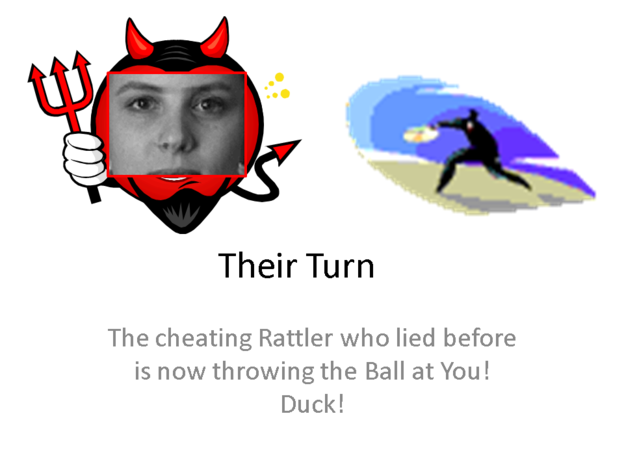 Their Turn
The cheating Rattler who lied before
is now throwing the Ball at You!
Duck!